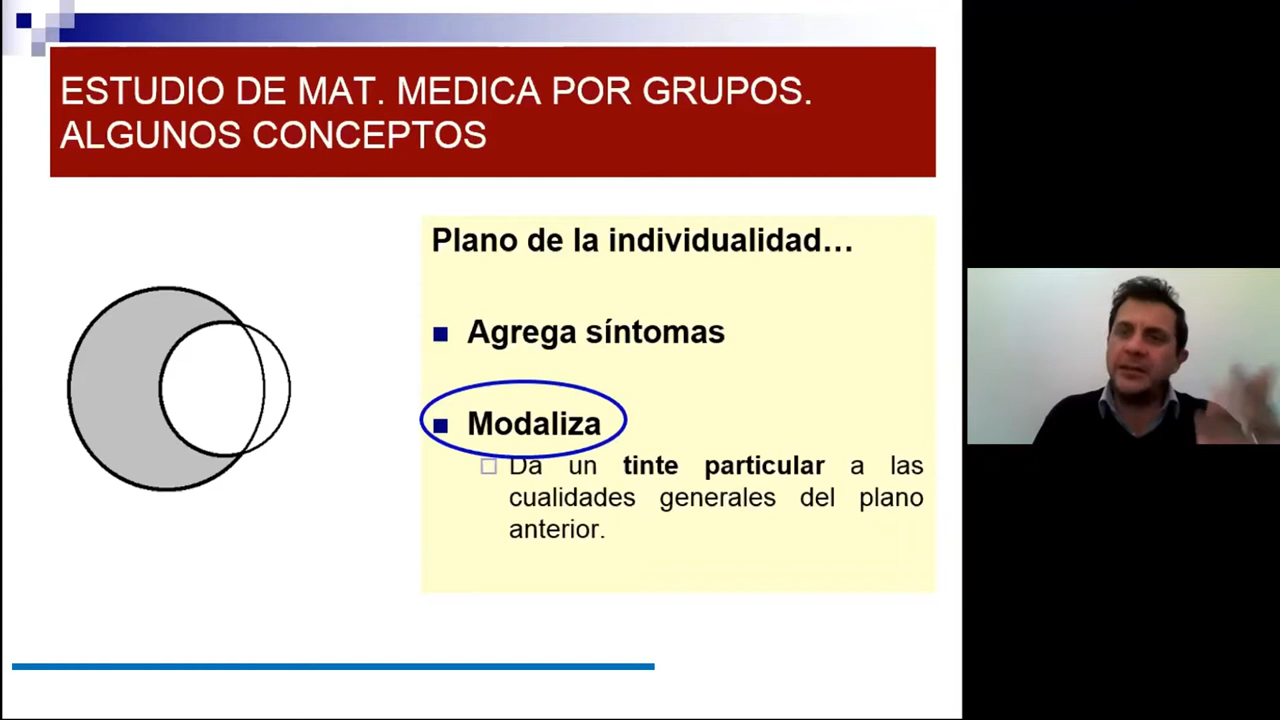 ESTUDIO DE MAT. MEDICA POR GRUPOS.
ALGUNOS CONCEPTOS
Plano de la individualidad…
Agrega síntomas
Modaliza
Da un tinte particular a las
cualidades generales del plano
anterior.